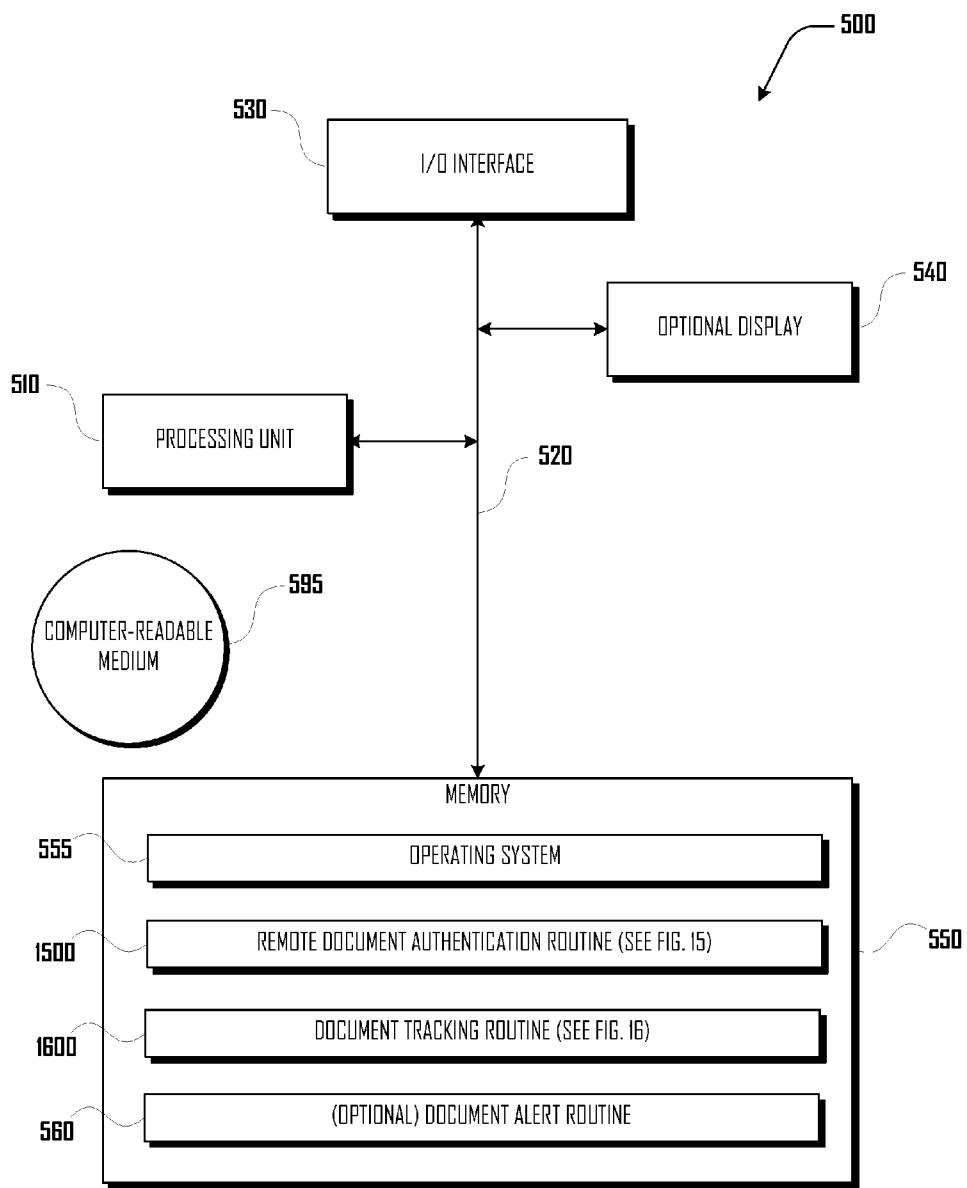 500
530
I/O INTERFACE
540
OPTIONAL DISPLAY
510
PROCESSING UNIT
520
595
COMPUTER-READABLE
MEDIUM
MEMORY
555
OPERATING SYSTEM
1500
REMOTE DOCUMENT AUTHENTICATION ROUTINE (SEE FIG. 15)
550
1600
DOCUMENT TRACKING ROUTINE (SEE FIG. 16)
560
(OPTIONAL) DOCUMENT ALERT ROUTINE